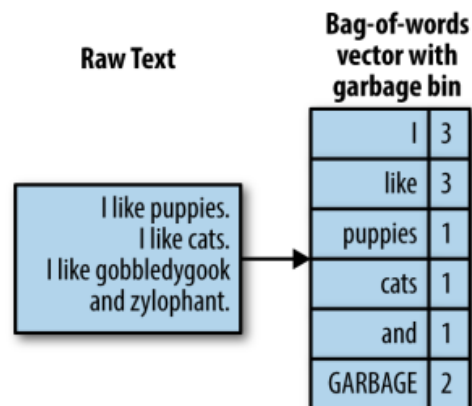 Raw Text
Bag-of-words
vector with
garbage bin
I like puppies.
I like cats.
I like gobbledygook
and zylophant.
I 3
like 3
puppies 1
cats 1
and 1
GARBAGE 2